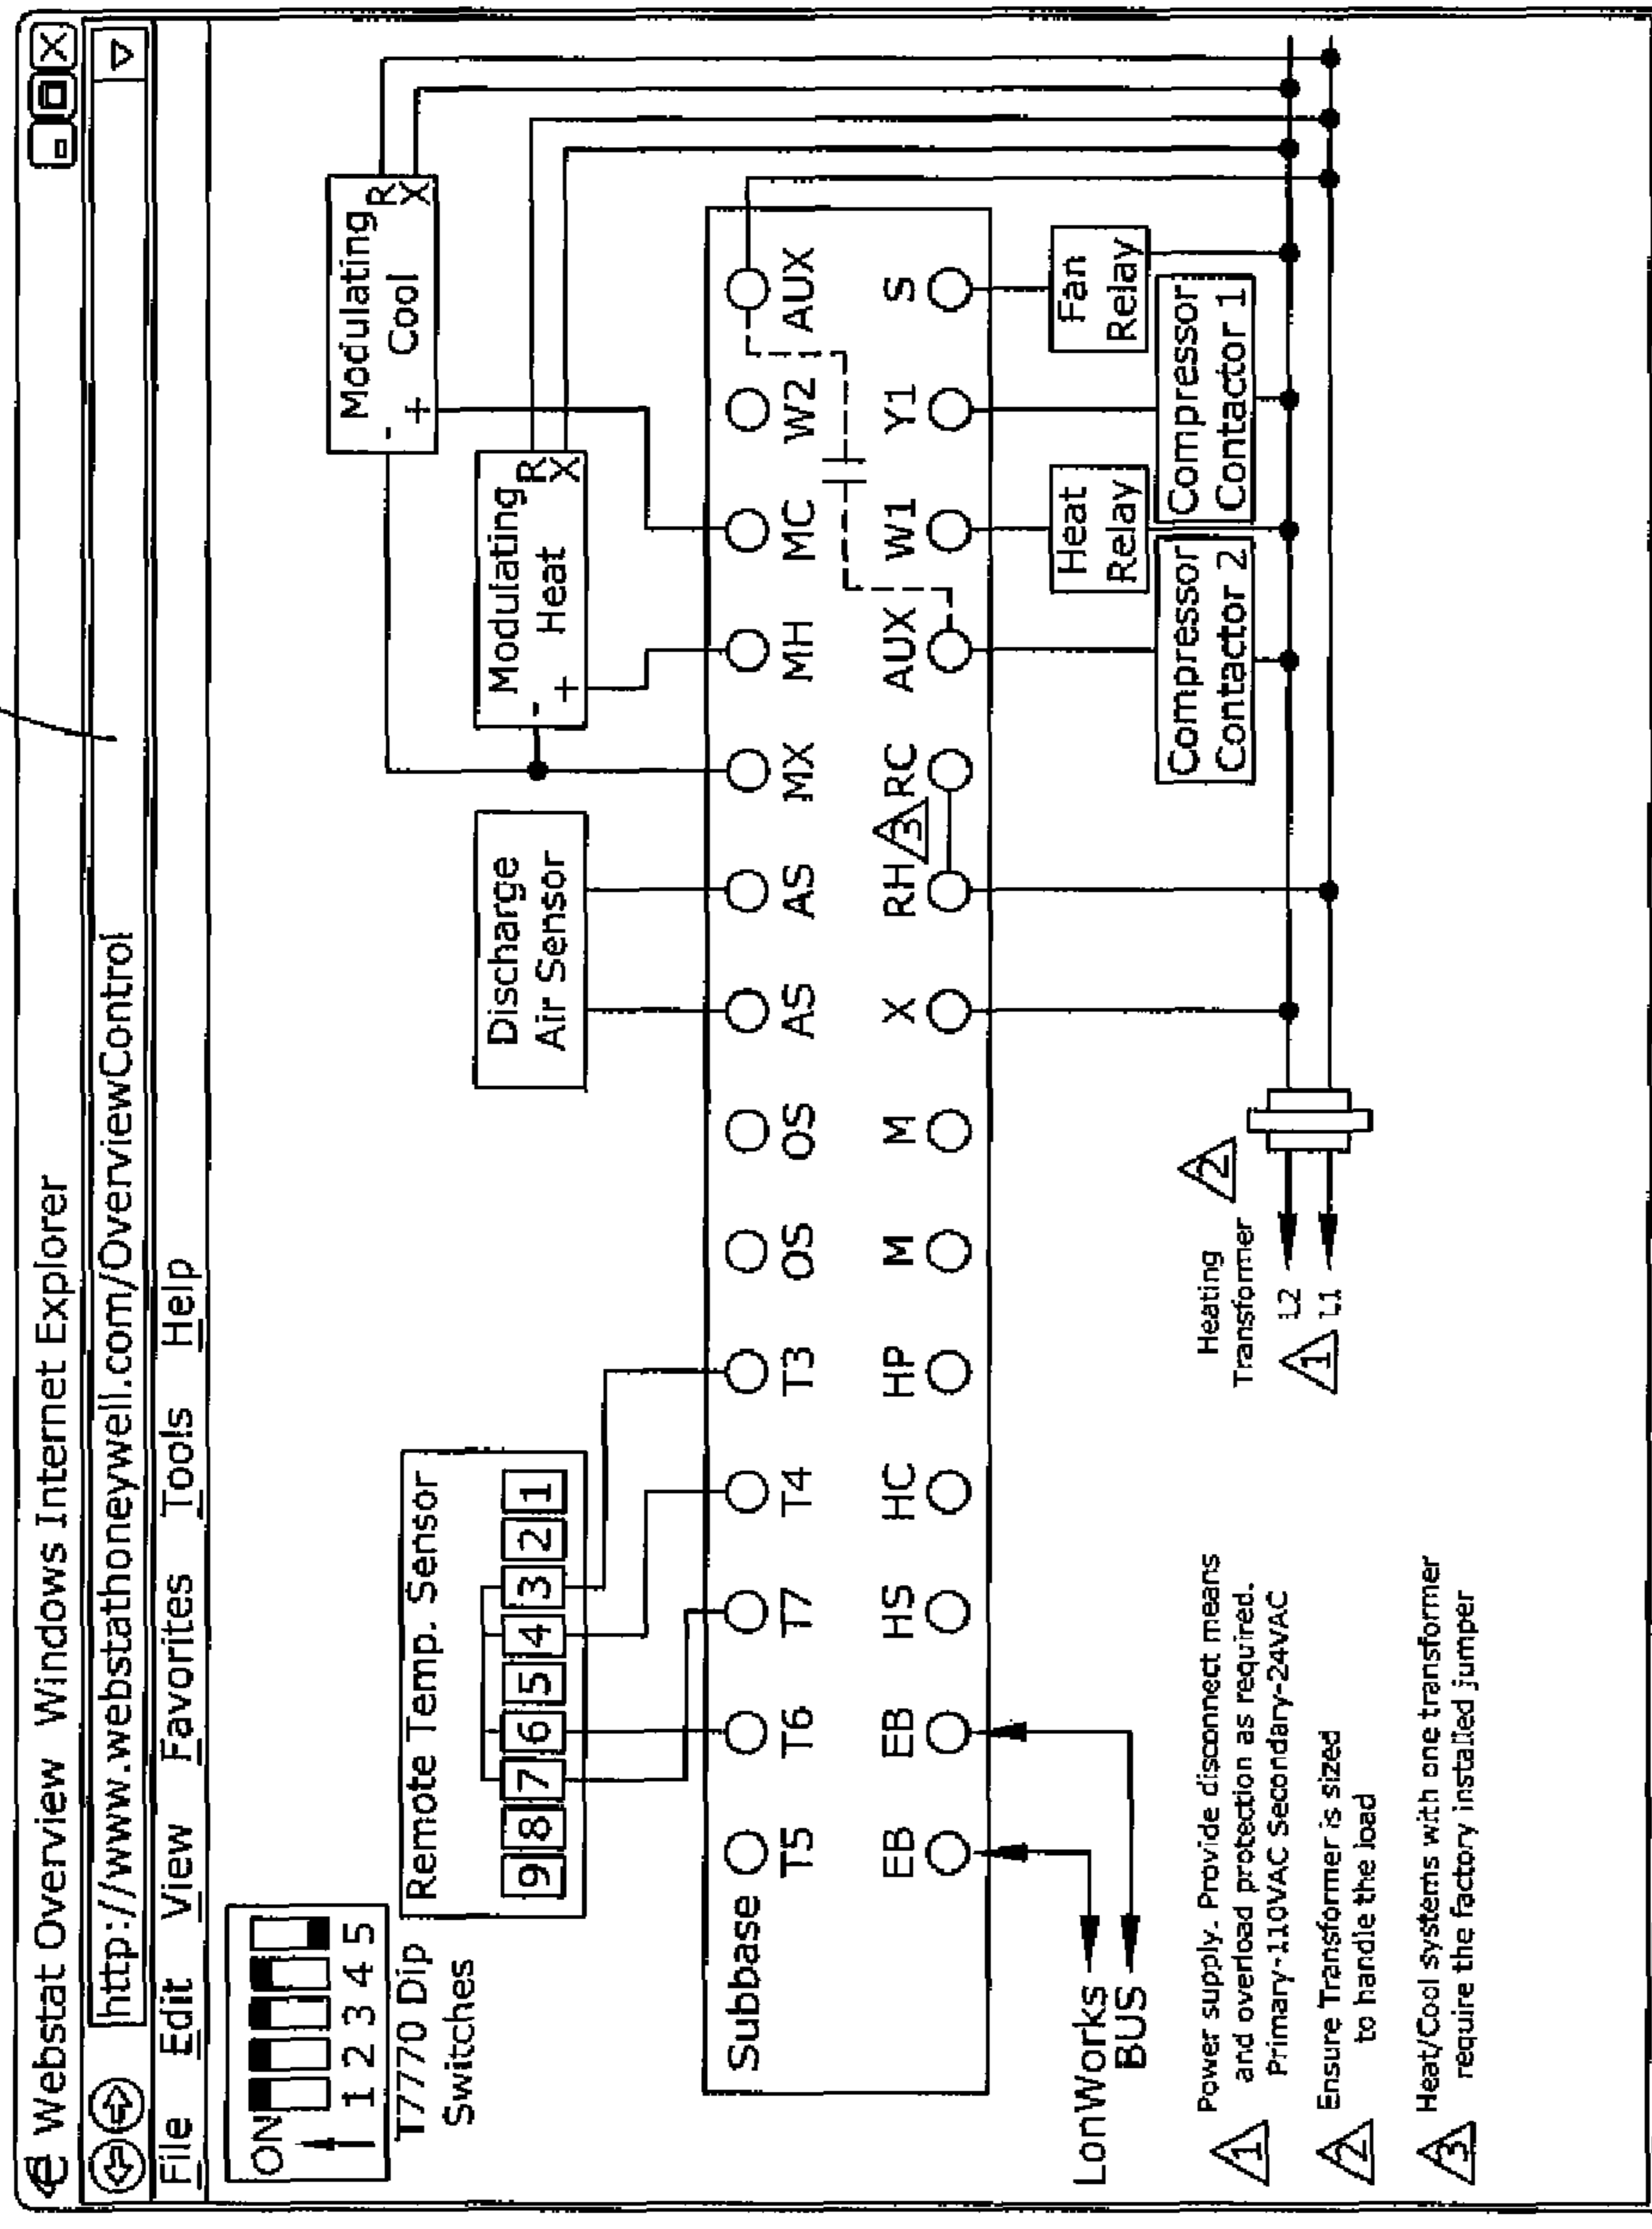 Webstat Overview Windows Internet Explorer
http://www.webstathoneywell.com/OverviewControl
File Edit View Favorites Tools Help
ON
1 2 3 4 5
T7770 Dip
Switches
Remote Temp. Sensor
9 8 7 6 5 4 3 2 1
Discharge
Air Sensor
Modulating
Heat
- + R X
Modulating
Cool
- + R X
Subbase
T5 T6 T7 T4 T3 OS OS AS AS MX MH MC W2 AUX
EB EB HS HC HP M M X RH 3 RC AUX W1 Y1 S
LonWorks
BUS
Heat
Relay
Fan
Relay
Compressor
Contactor 2
Compressor
Contactor 1
Heating
Transformer
2
L2
1 L1
1 Power supply. Provide disconnect means
and overload protection as required.
Primary-110VAC Secondary-24VAC
2 Ensure Transformer is sized
to handle the load
3 Heat/Cool systems with one transformer
require the factory installed jumper